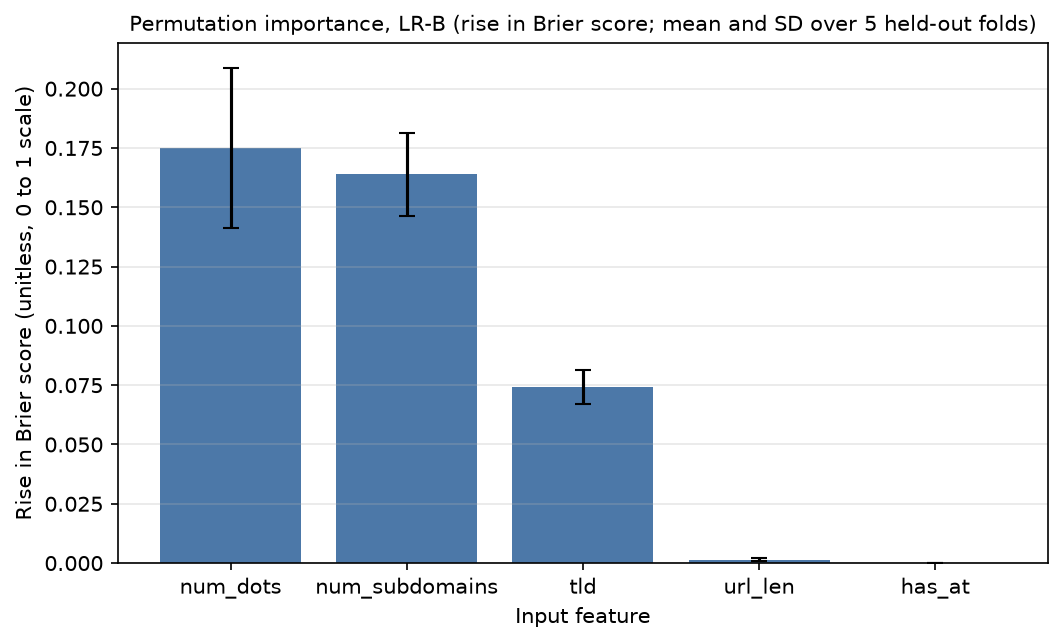 Permutation importance, LR-B (rise in Brier score; mean and SD over 5 held-out folds)
Rise in Brier score (unitless, 0 to 1 scale)
0.200
0.175
0.150
0.125
0.100
0.075
0.050
0.025
0.000
num_dots num_subdomains tld url_len has_at
Input feature